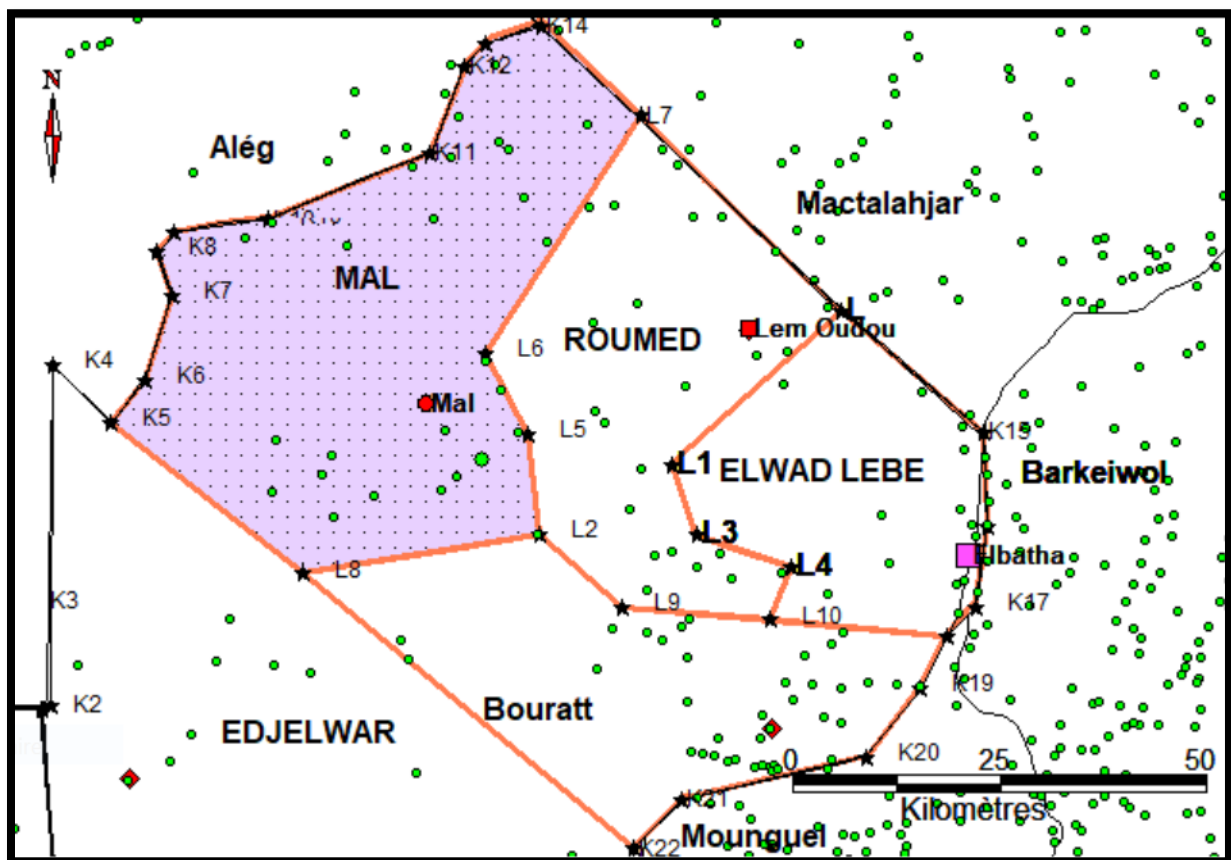 K14
K12
N
L7
Alég
K11
Mactalahjar
K8
MAL
K7
L
Lem Oudou
ROUMED
L6
K4
K6
Mal
K5
L5
K15
L1
ELWAD LEBE
Barkeiwol
L2
L3
Elbatha
L4
L8
K3
L9
L10
K17
K19
K2
Bouratt
EDJELWAR
K20
0 25 50
K21
Kilomètres
Mounguel
K22